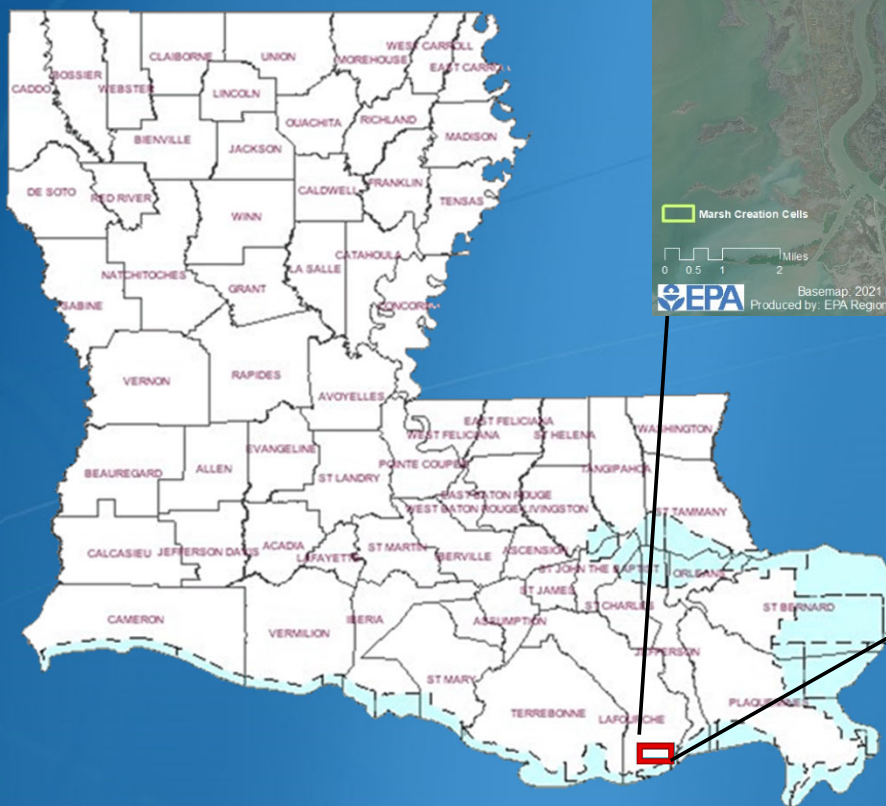 CLAIBORNE
UNION
WEST CARROLL
MOREHOUSE
EAST CARROLL
CADDO
BOSSIER
WEBSTER
LINCOLN
OUACHITA
RICHLAND
MADISON
BIENVILLE
JACKSON
DE SOTO
RED RIVER
CALDWELL
FRANKLIN
TENSAS
WINN
NATCHITOCHES
GRANT
LA SALLE
CATAHOULA
CONCORDIA
SABINE
VERNON
RAPIDES
AVOYELLES
EAST FELICIANA
WEST FELICIANA
ST HELENA
WASHINGTON
BEAUREGARD
ALLEN
EVANGELINE
ST LANDRY
POINTE COUPEE
TANGIPAHOA
EAST BATON ROUGE
WEST BATON ROUGE
LIVINGSTON
ST TAMMANY
CALCASIEU
JEFFERSON DAVIS
ACADIA
LAFAYETTE
ST MARTIN
IBERVILLE
ASCENSION
ST JOHN THE BAPTIST
ORLEANS
CAMERON
VERMILION
IBERIA
ASSUMPTION
ST JAMES
ST CHARLES
ST BERNARD
JEFFERSON
ST MARY
TERREBONNE
LAFOURCHE
PLAQUEMINES
Marsh Creation Cells
Miles
0 0.5 1 2
EPA
Basemap: 2021
Produced by: EPA Region